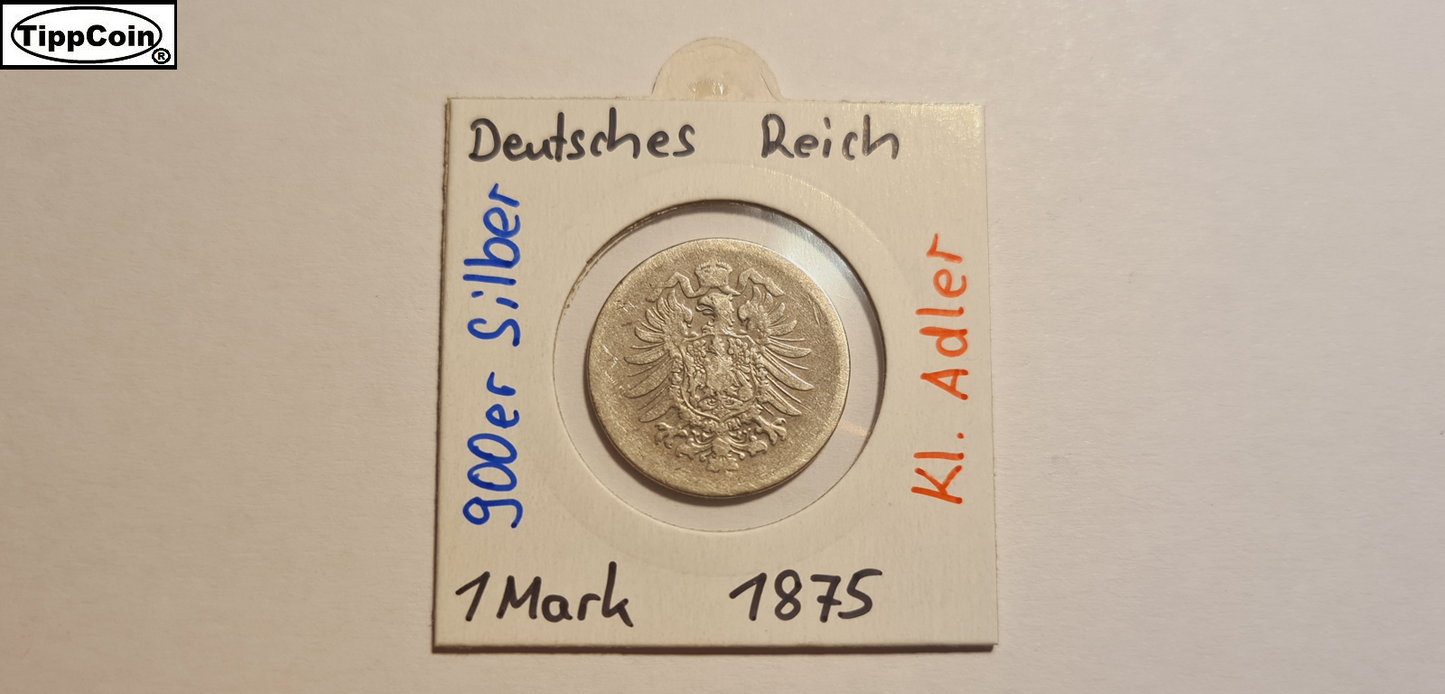 TippCoin®
Deutsches Reich
900er Silber
Kl. Adler
1 Mark 1875